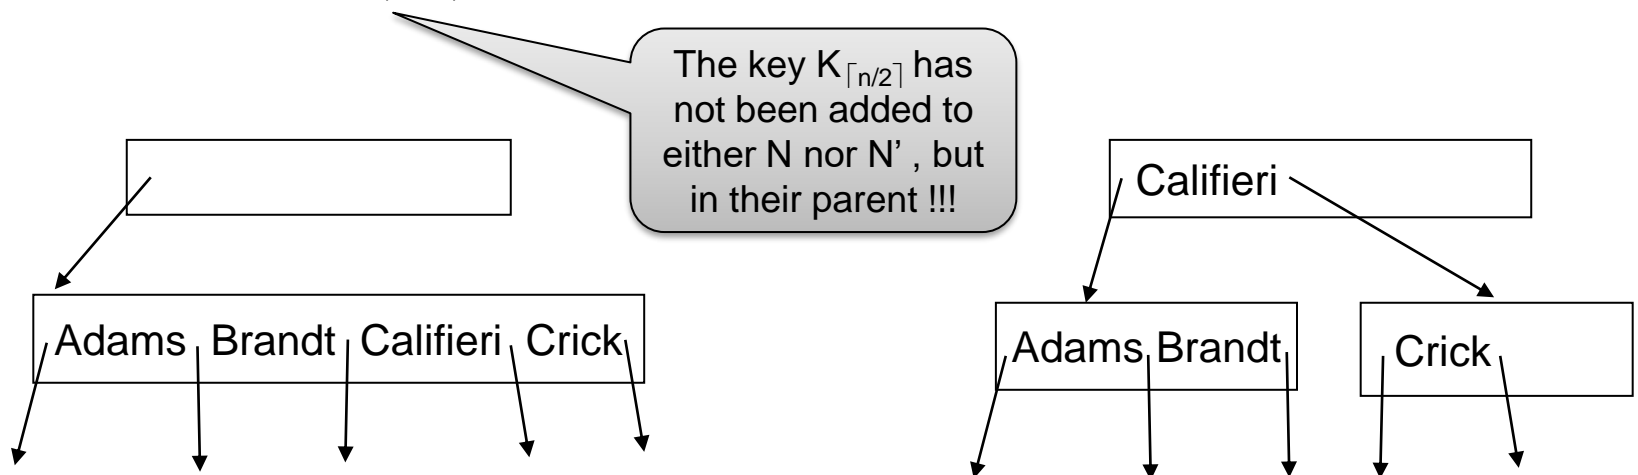 The key K⌈n/2⌉ has
not been added to
either N nor N’ , but
in their parent !!!
Califieri
Adams Brandt Califieri Crick
Adams Brandt
Crick